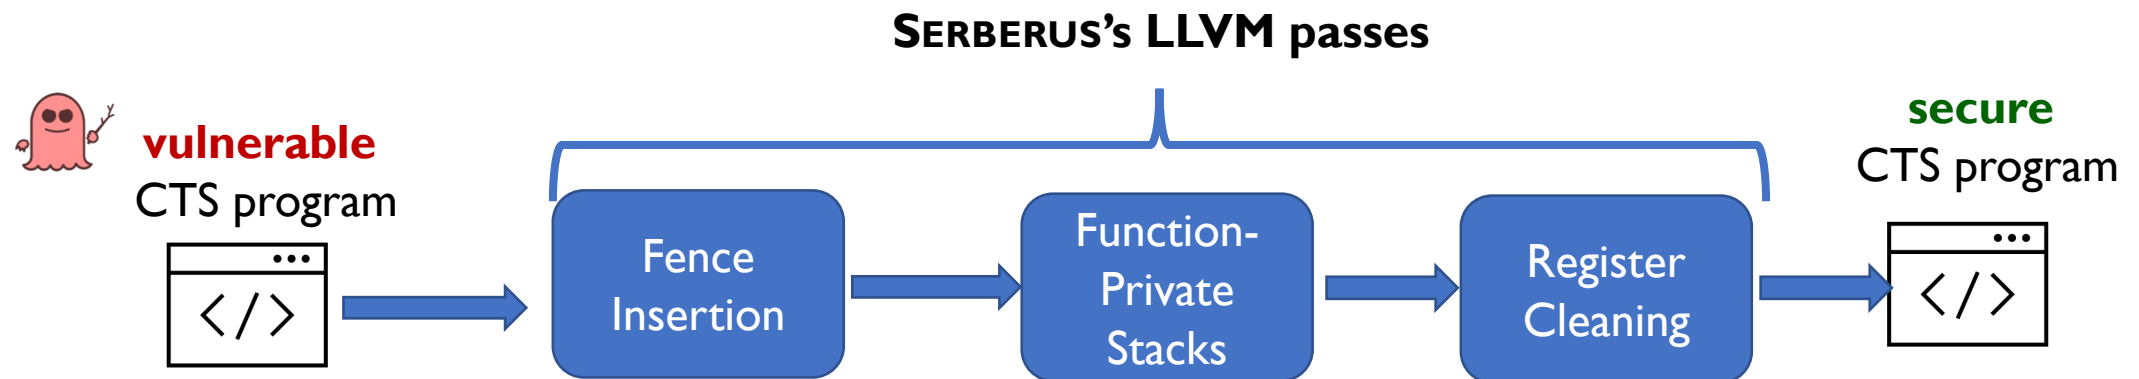 SERBERUS's LLVM passes
vulnerable
CTS program
</>
Fence
Insertion
Function-
Private
Stacks
Register
Cleaning
secure
CTS program
</>